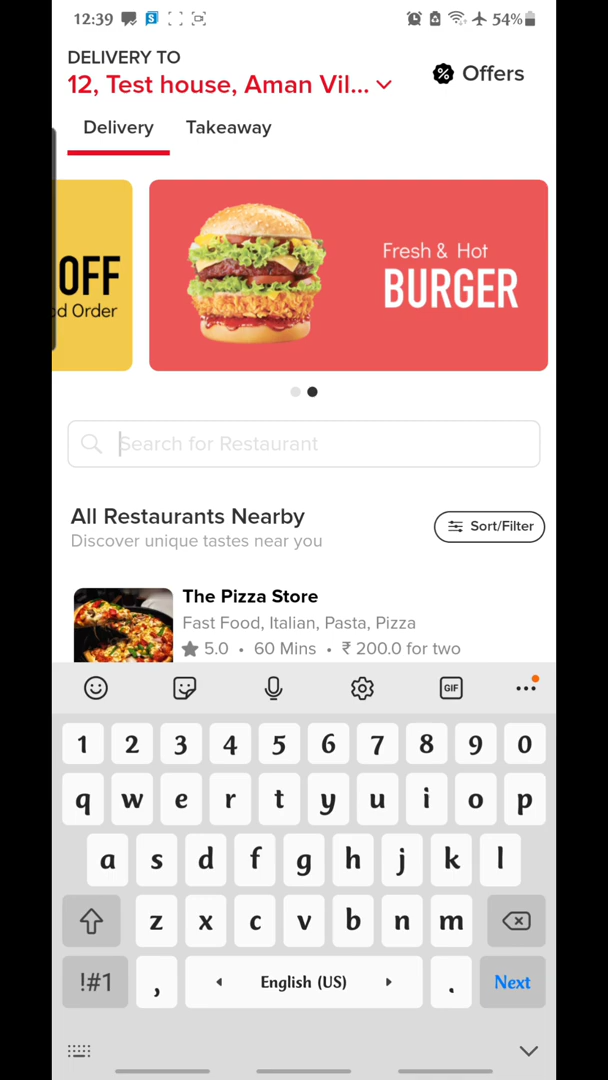 12:39
54%
DELIVERY TO
12, Test house, Aman Vil...
Offers
Delivery
Takeaway
OFF
d Order
Fresh & Hot
BURGER
Search for Restaurant
All Restaurants Nearby
Discover unique tastes near you
Sort/Filter
The Pizza Store
Fast Food, Italian, Pasta, Pizza
5.0 • 60 Mins • ₹ 200.0 for two
GIF
1 2 3 4 5 6 7 8 9 0
q w e r t y u i o p
a s d f g h j k l
z x c v b n m
!#1 , English (US) . Next